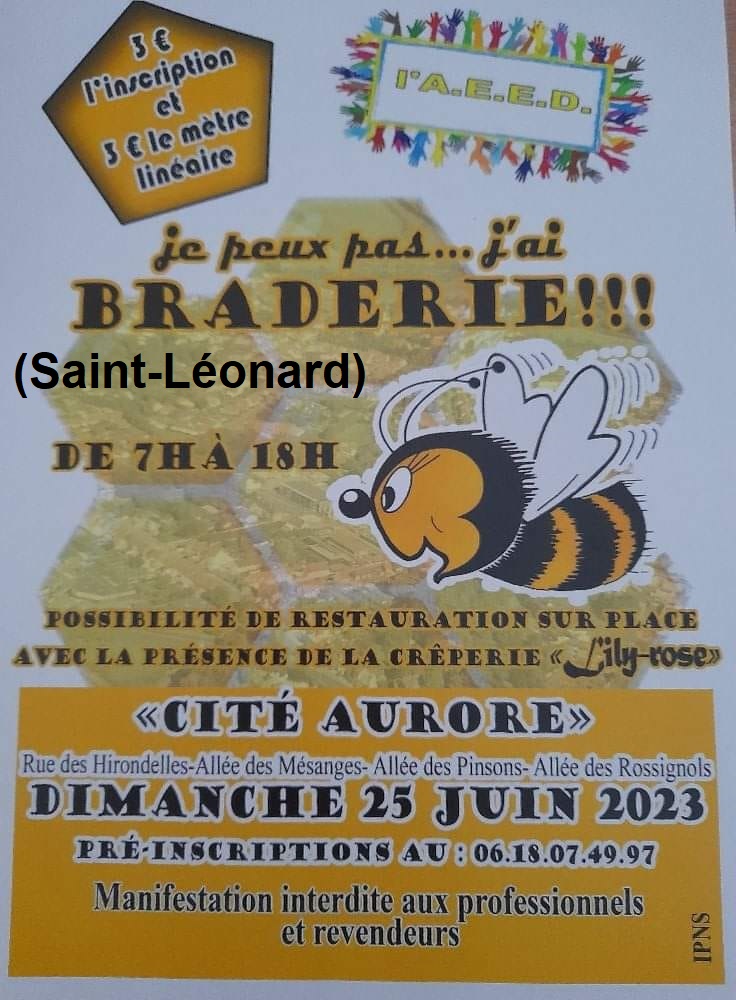 3 €
l'inscription
et
3 € le mètre
linéaire
l'A.E.E.D.
je peux pas... j'ai
BRADERIE!!!
(Saint-Léonard)
DE 7H À 18H
POSSIBILITÉ DE RESTAURATION SUR PLACE
AVEC LA PRÉSENCE DE LA CRÊPERIE « Lily-rose»
«CITÉ AURORE»
Rue des Hirondelles-Allée des Mésanges- Allée des Pinsons- Allée des Rossignols
DIMANCHE 25 JUIN 2023
PRÉ-INSCRIPTIONS AU : 06.18.07.49.97
Manifestation interdite aux professionnels
et revendeurs
IPNS